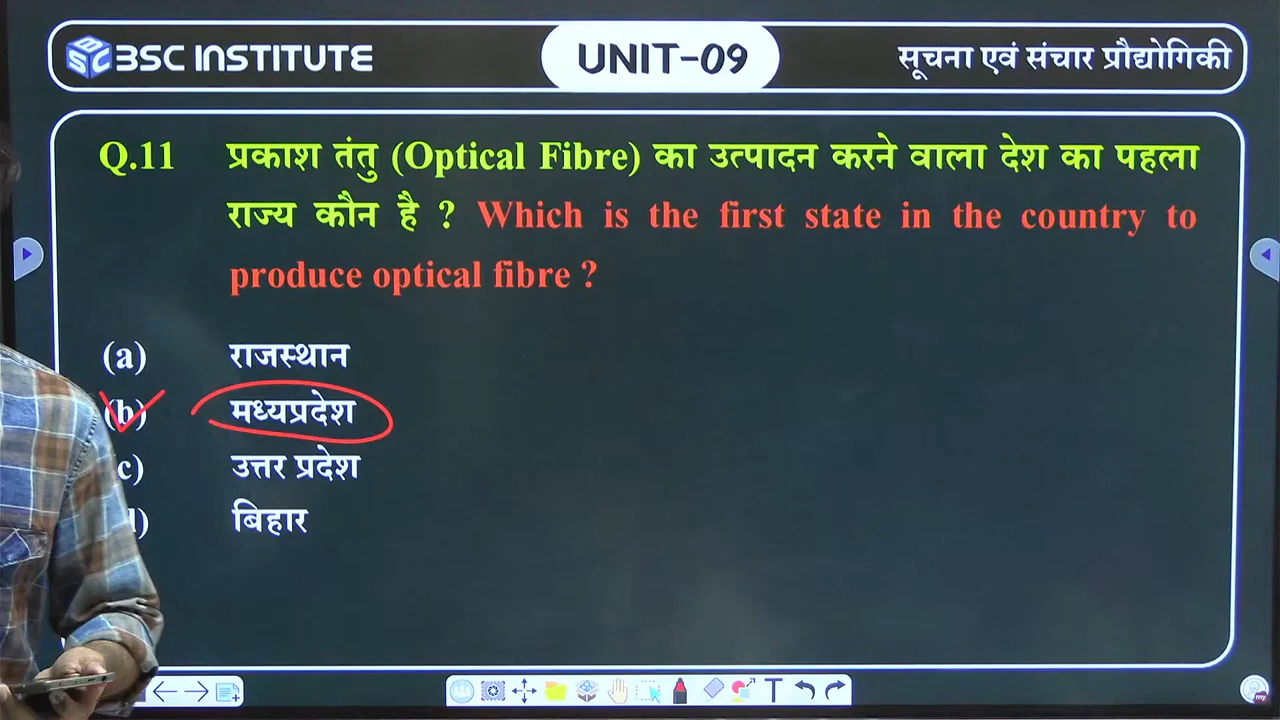 BSC INSTITUTE
UNIT-09
सूचना एवं संचार प्रौद्योगिकी
Q.11 प्रकाश तंतु (Optical Fibre) का उत्पादन करने वाला देश का पहला
राज्य कौन है ? Which is the first state in the country to
produce optical fibre ?
(a) राजस्थान
(b) मध्यप्रदेश
c) उत्तर प्रदेश
) बिहार